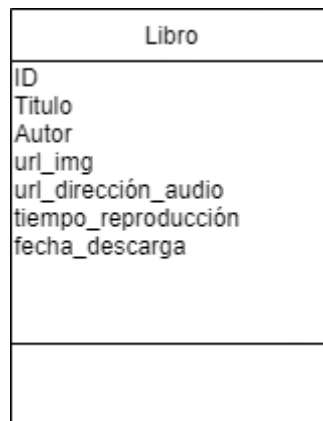 Libro
ID
Titulo
Autor
url_img
url_dirección_audio
tiempo_reproducción
fecha_descarga